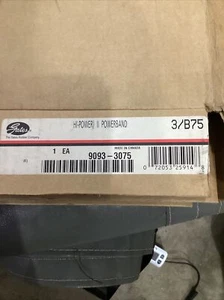 HI-POWER) II POWERBAND
3/B75
Gates
1 EA
9093-3075
MADE IN CANADA
0 72053 25914